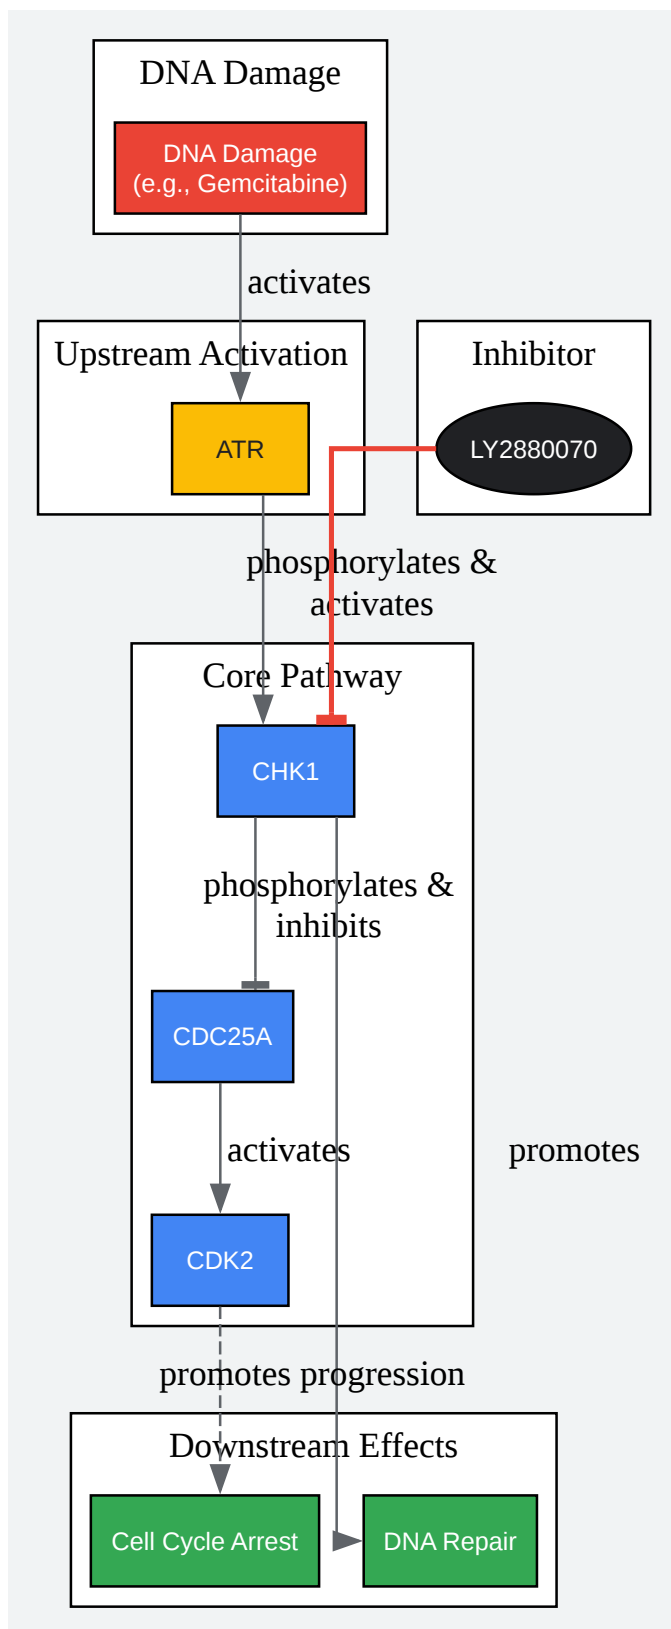 DNA Damage
DNA Damage
(e.g., Gemcitabine)
activates
Upstream Activation
Inhibitor
ATR
LY2880070
phosphorylates &
activates
Core Pathway
CHK1
phosphorylates &
inhibits
CDC25A
activates
promotes
CDK2
promotes progression
Downstream Effects
Cell Cycle Arrest
DNA Repair